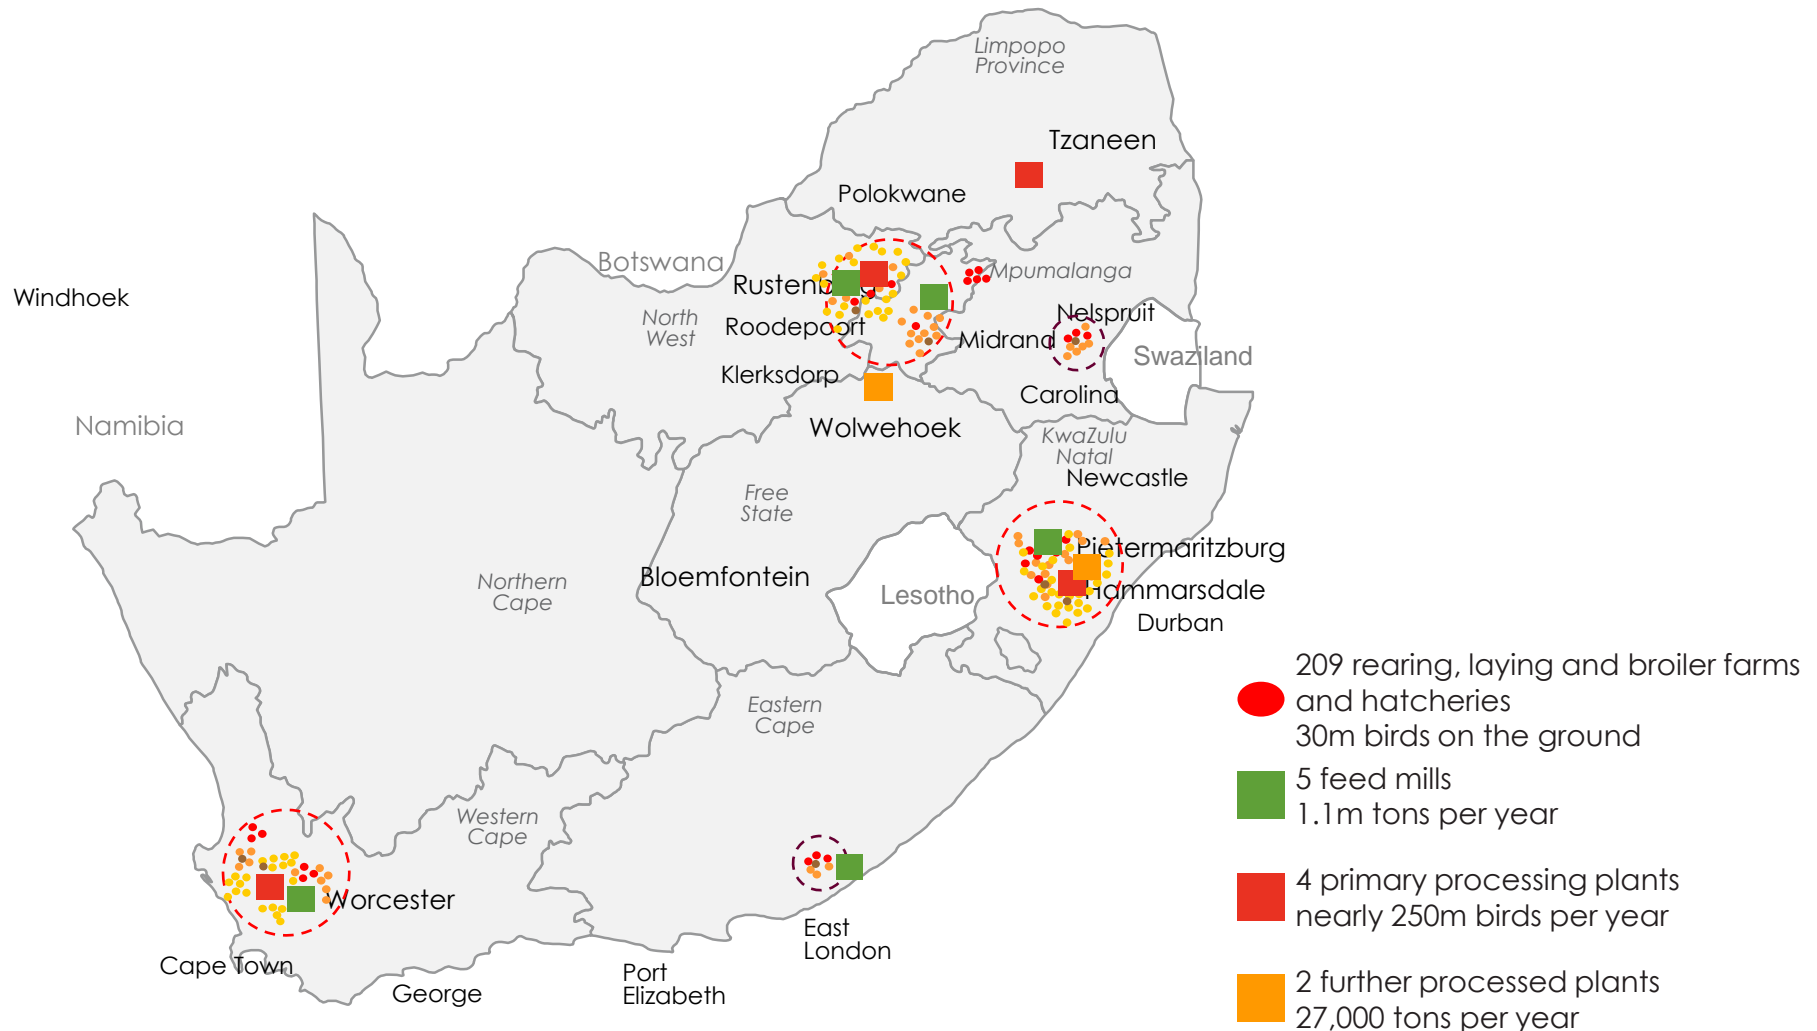 Limpopo
Province
Tzaneen
Polokwane
Botswana
Mpumalanga
Rustenburg
Windhoek
Nelspruit
North
West
Roodepoort
Midrand
Swaziland
Klerksdorp
Carolina
Namibia
Wolwehoek
KwaZulu
Natal
Newcastle
Free
State
Pietermaritzburg
Bloemfontein
Northern
Cape
Lesotho
Hammarsdale
Durban
Eastern
Cape
Western
Cape
Worcester
East
London
Cape Town
George
Port
Elizabeth
209 rearing, laying and broiler farms
and hatcheries
30m birds on the ground
5 feed mills
1.1m tons per year
4 primary processing plants
nearly 250m birds per year
2 further processed plants
27,000 tons per year